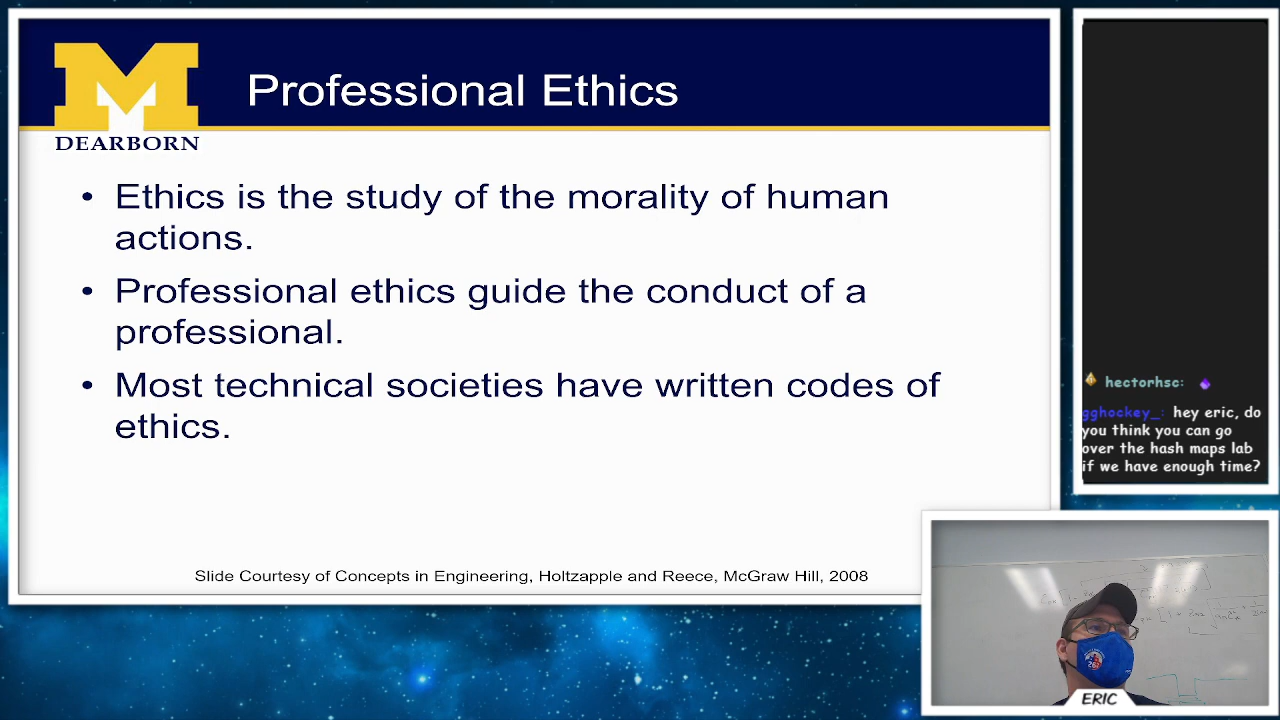 Professional Ethics
DEARBORN
• Ethics is the study of the morality of human
actions.
• Professional ethics guide the conduct of a
professional.
• Most technical societies have written codes of
ethics.
Slide Courtesy of Concepts in Engineering, Holtzapple and Reece, McGraw Hill, 2008
hectorhsc:
gghockey_: hey eric, do
you think you can go
over the hash maps lab
if we have enough time?
ERIC